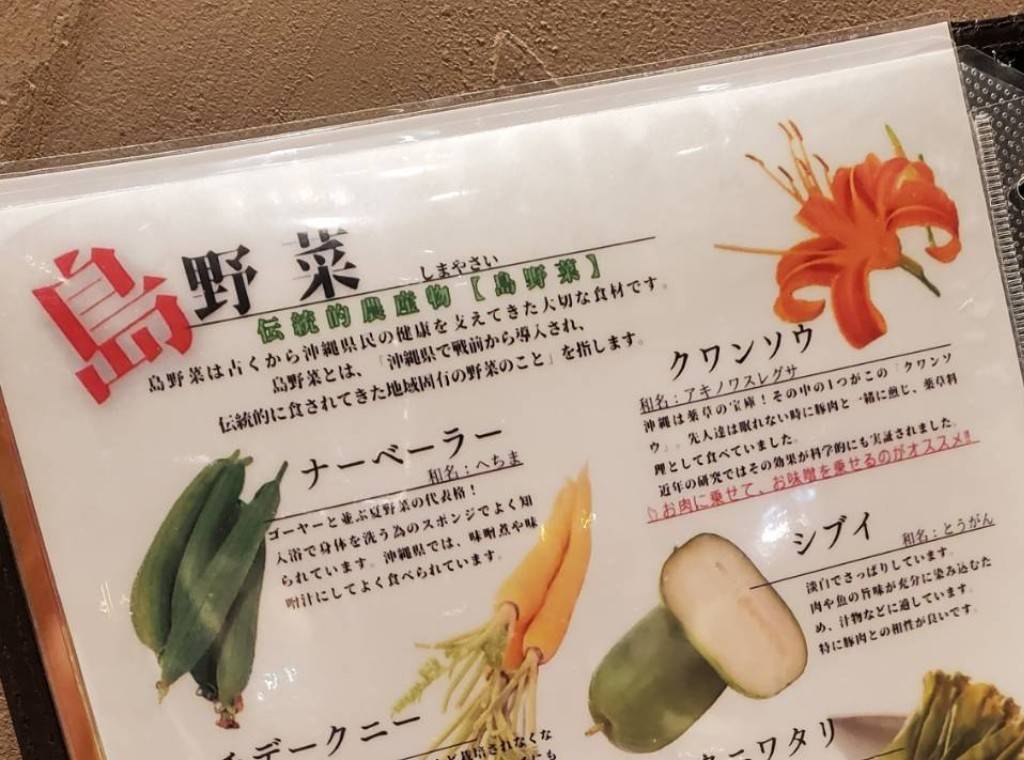 島野菜
しまやさい
伝統的農産物【島野菜】
島野菜は古くから沖縄県民の健康を支えてきた大切な食材です。
島野菜とは、「沖縄県で戦前から導入され、
伝統的に食されてきた地域固有の野菜のこと」を指します。
クワンソウ
和名:アキノワスレグサ
沖縄は薬草の宝庫!その中の1つがこの「クワンソ
ウ」。先人達は眠れない時に豚肉と一緒に煎じ、薬草料
理として食べていました。
近年の研究ではその効果が科学的にも実証されました。
お肉に乗せて、お味噌を乗せるのがオススメ!!
ナーベーラー
和名:へちま
ゴーヤーと並ぶ夏野菜の代表格!
入浴で身体を洗う為のスポンジでよく知
られています。沖縄県では、味噌煮や味
噌汁にしてよく食べられています。
シブイ
和名:とうがん
淡白でさっぱりしています。
肉や魚の旨味が充分に染み込むた
め、汁物などに適しています。
特に豚肉との相性が良いです。
デークニー
栽培されなくな
ニワタリ